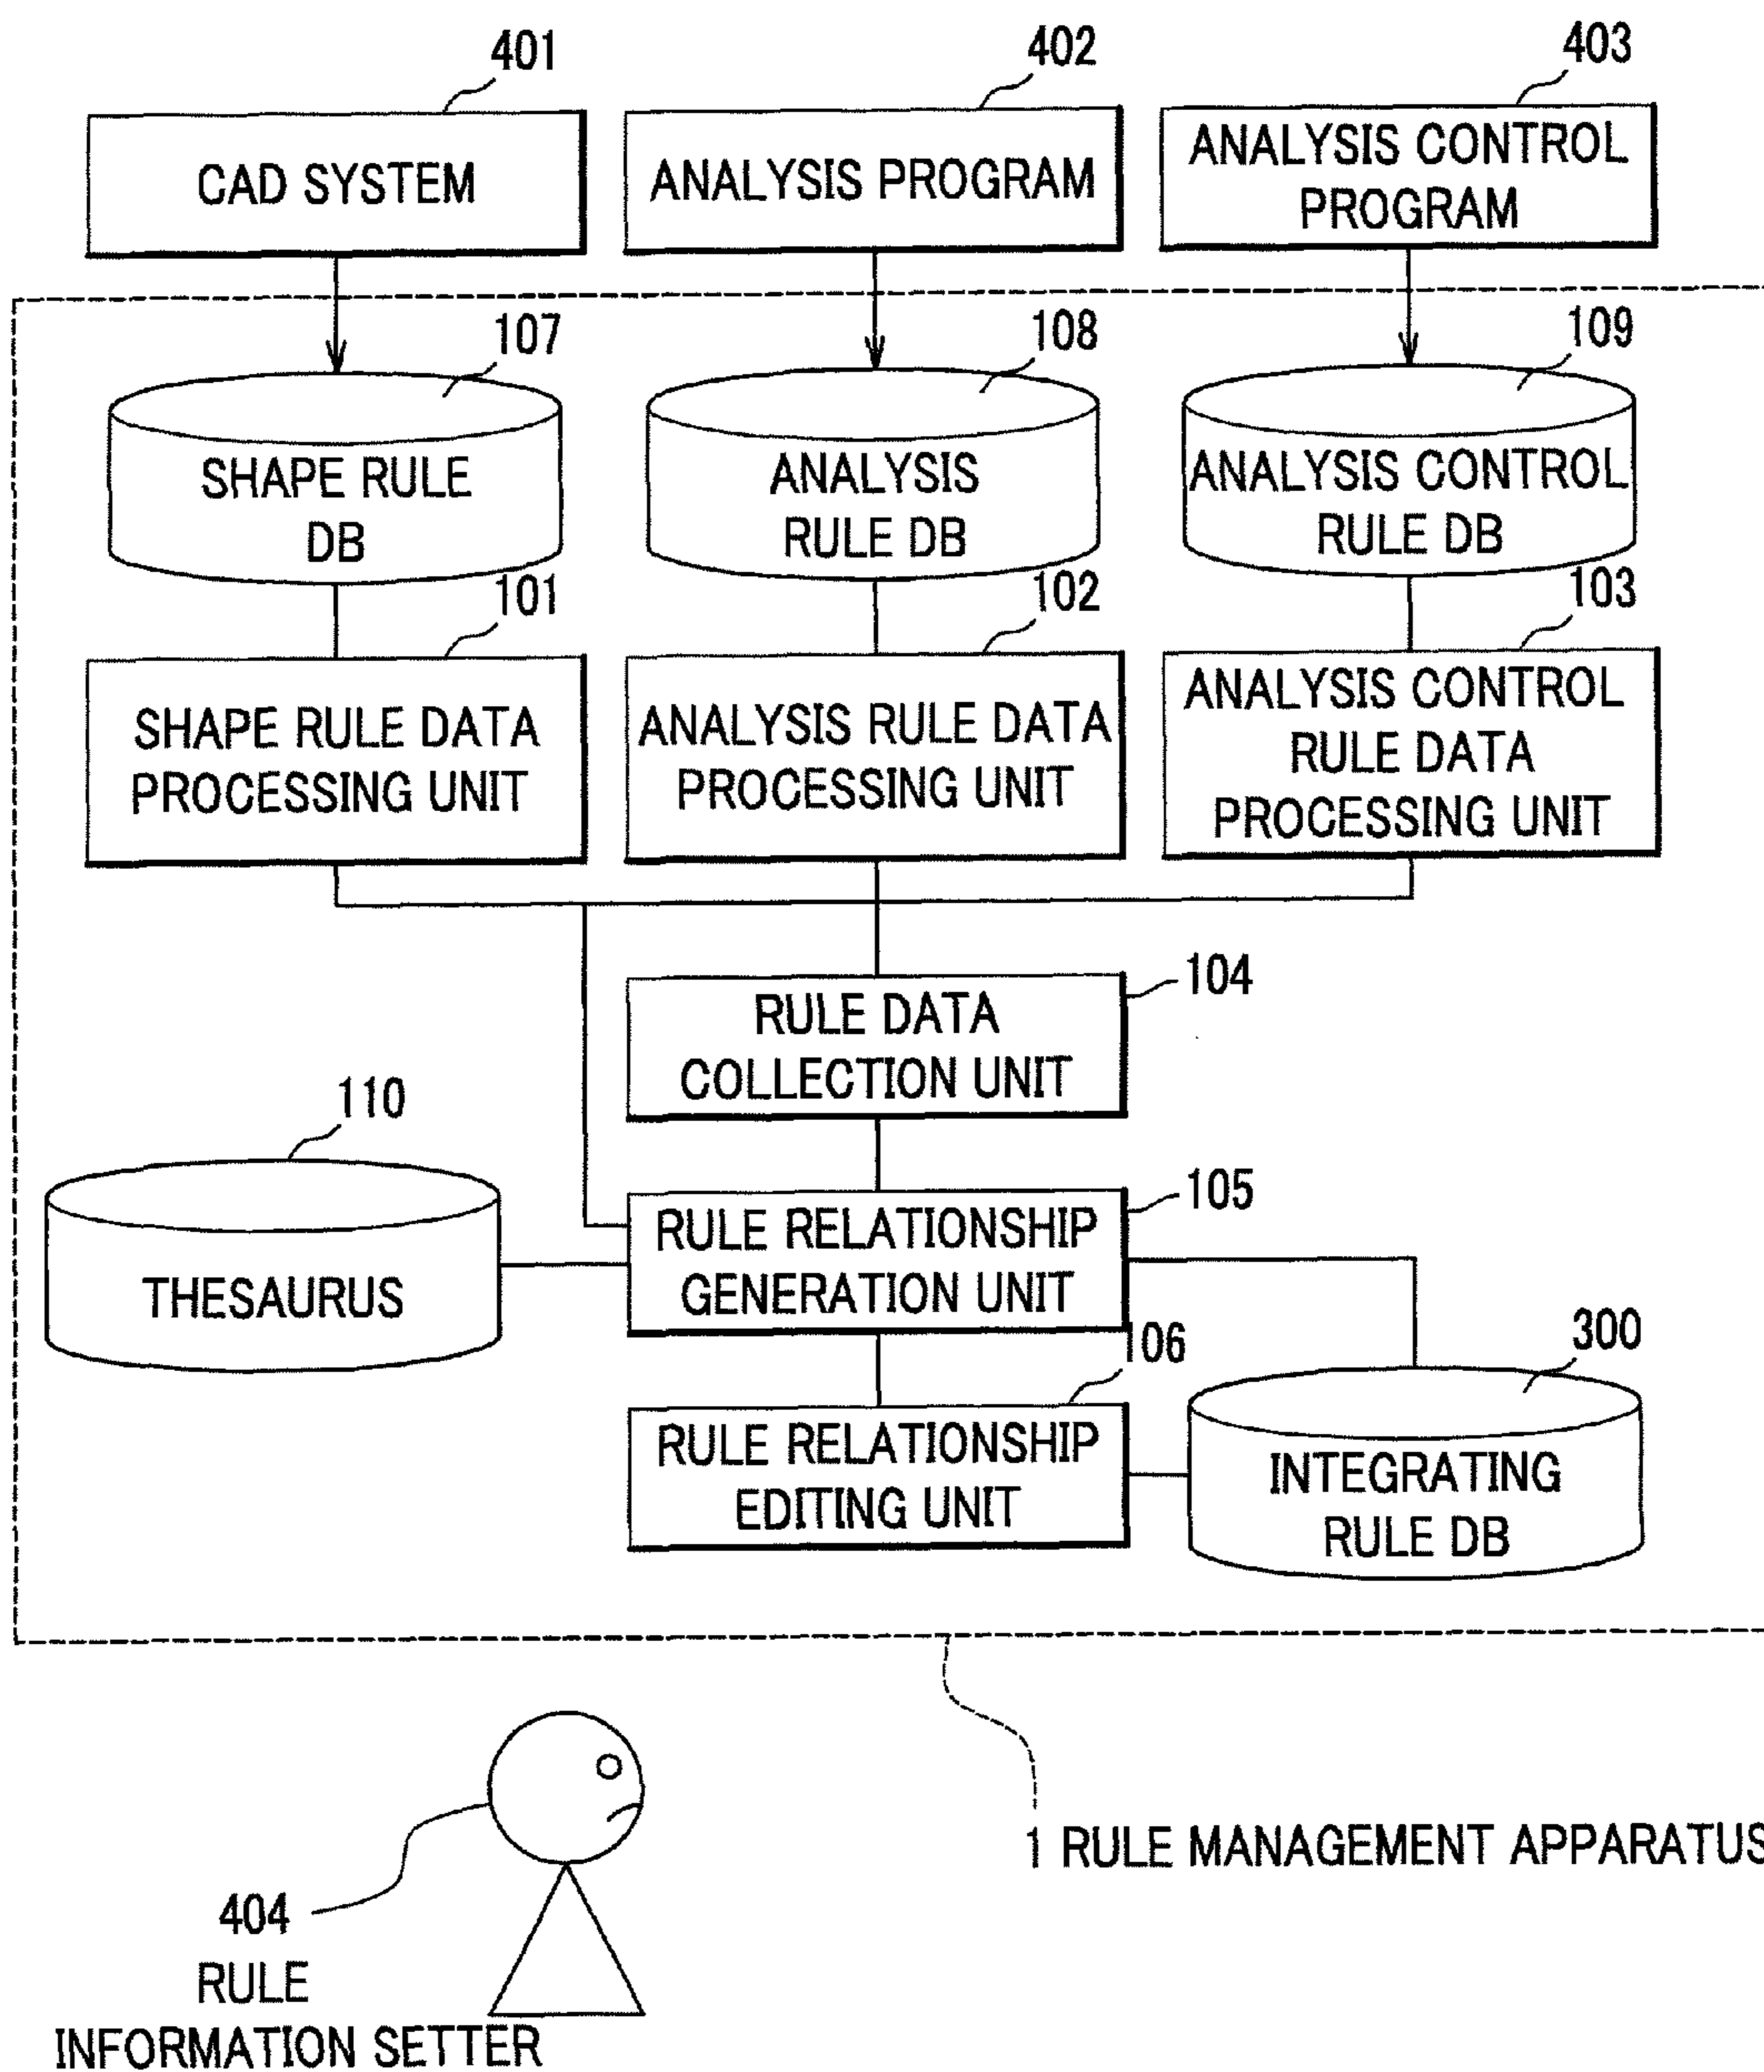 401
402
403
CAD SYSTEM
ANALYSIS PROGRAM
ANALYSIS CONTROL
PROGRAM
107
108
109
SHAPE RULE
DB
ANALYSIS
RULE DB
ANALYSIS CONTROL
RULE DB
101
102
103
SHAPE RULE DATA
PROCESSING UNIT
ANALYSIS RULE DATA
PROCESSING UNIT
ANALYSIS CONTROL
RULE DATA
PROCESSING UNIT
104
RULE DATA
COLLECTION UNIT
110
THESAURUS
105
RULE RELATIONSHIP
GENERATION UNIT
106
RULE RELATIONSHIP
EDITING UNIT
300
INTEGRATING
RULE DB
1 RULE MANAGEMENT APPARATUS
404
RULE
INFORMATION SETTER